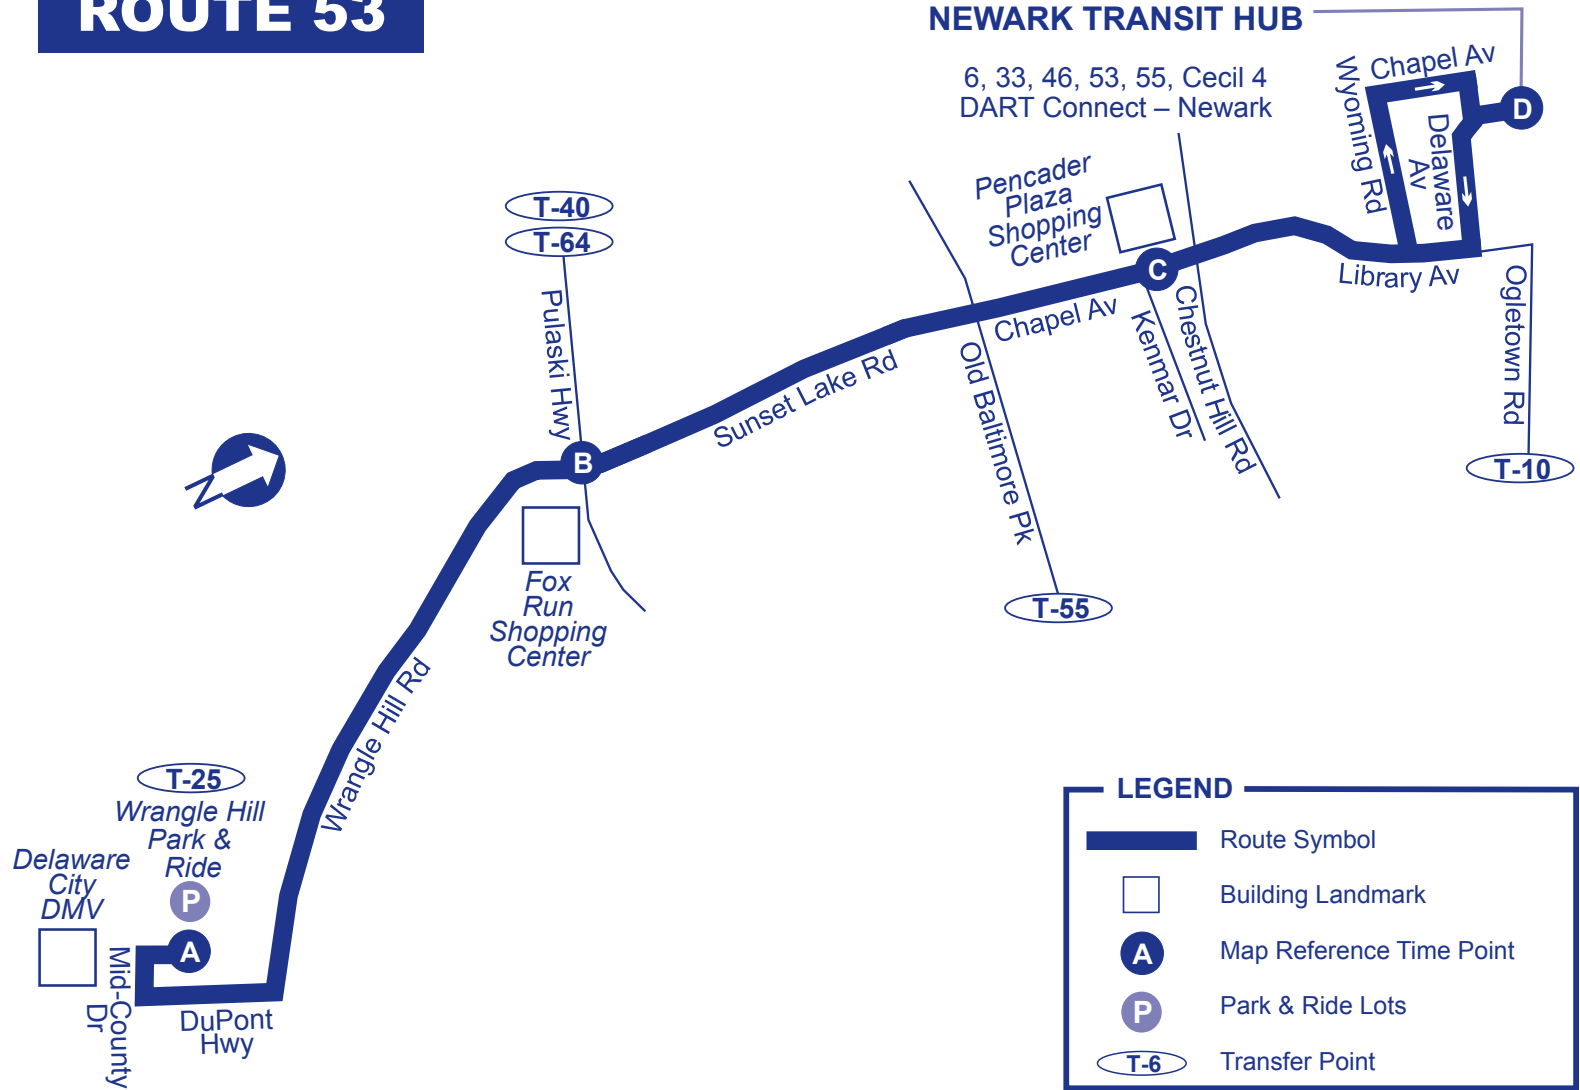 ROUTE 53
NEWARK TRANSIT HUB
6, 33, 46, 53, 55, Cecil 4
DART Connect – Newark
Chapel Av
Wyoming Rd
Delaware
Av
D
Library Av
Ogletown Rd
T-10
Pencader
Plaza
Shopping
Center
C
Chapel Av
Kenmar Dr
Chestnut Hill Rd
Old Baltimore Pk
T-55
T-40
T-64
Pulaski Hwy
B
Sunset Lake Rd
N
Fox
Run
Shopping
Center
Wrangle Hill Rd
T-25
Wrangle Hill
Park &
Ride
P
A
Delaware
City
DMV
Mid-County
Dr
DuPont
Hwy
LEGEND
Route Symbol
Building Landmark
A Map Reference Time Point
P Park & Ride Lots
T-6 Transfer Point